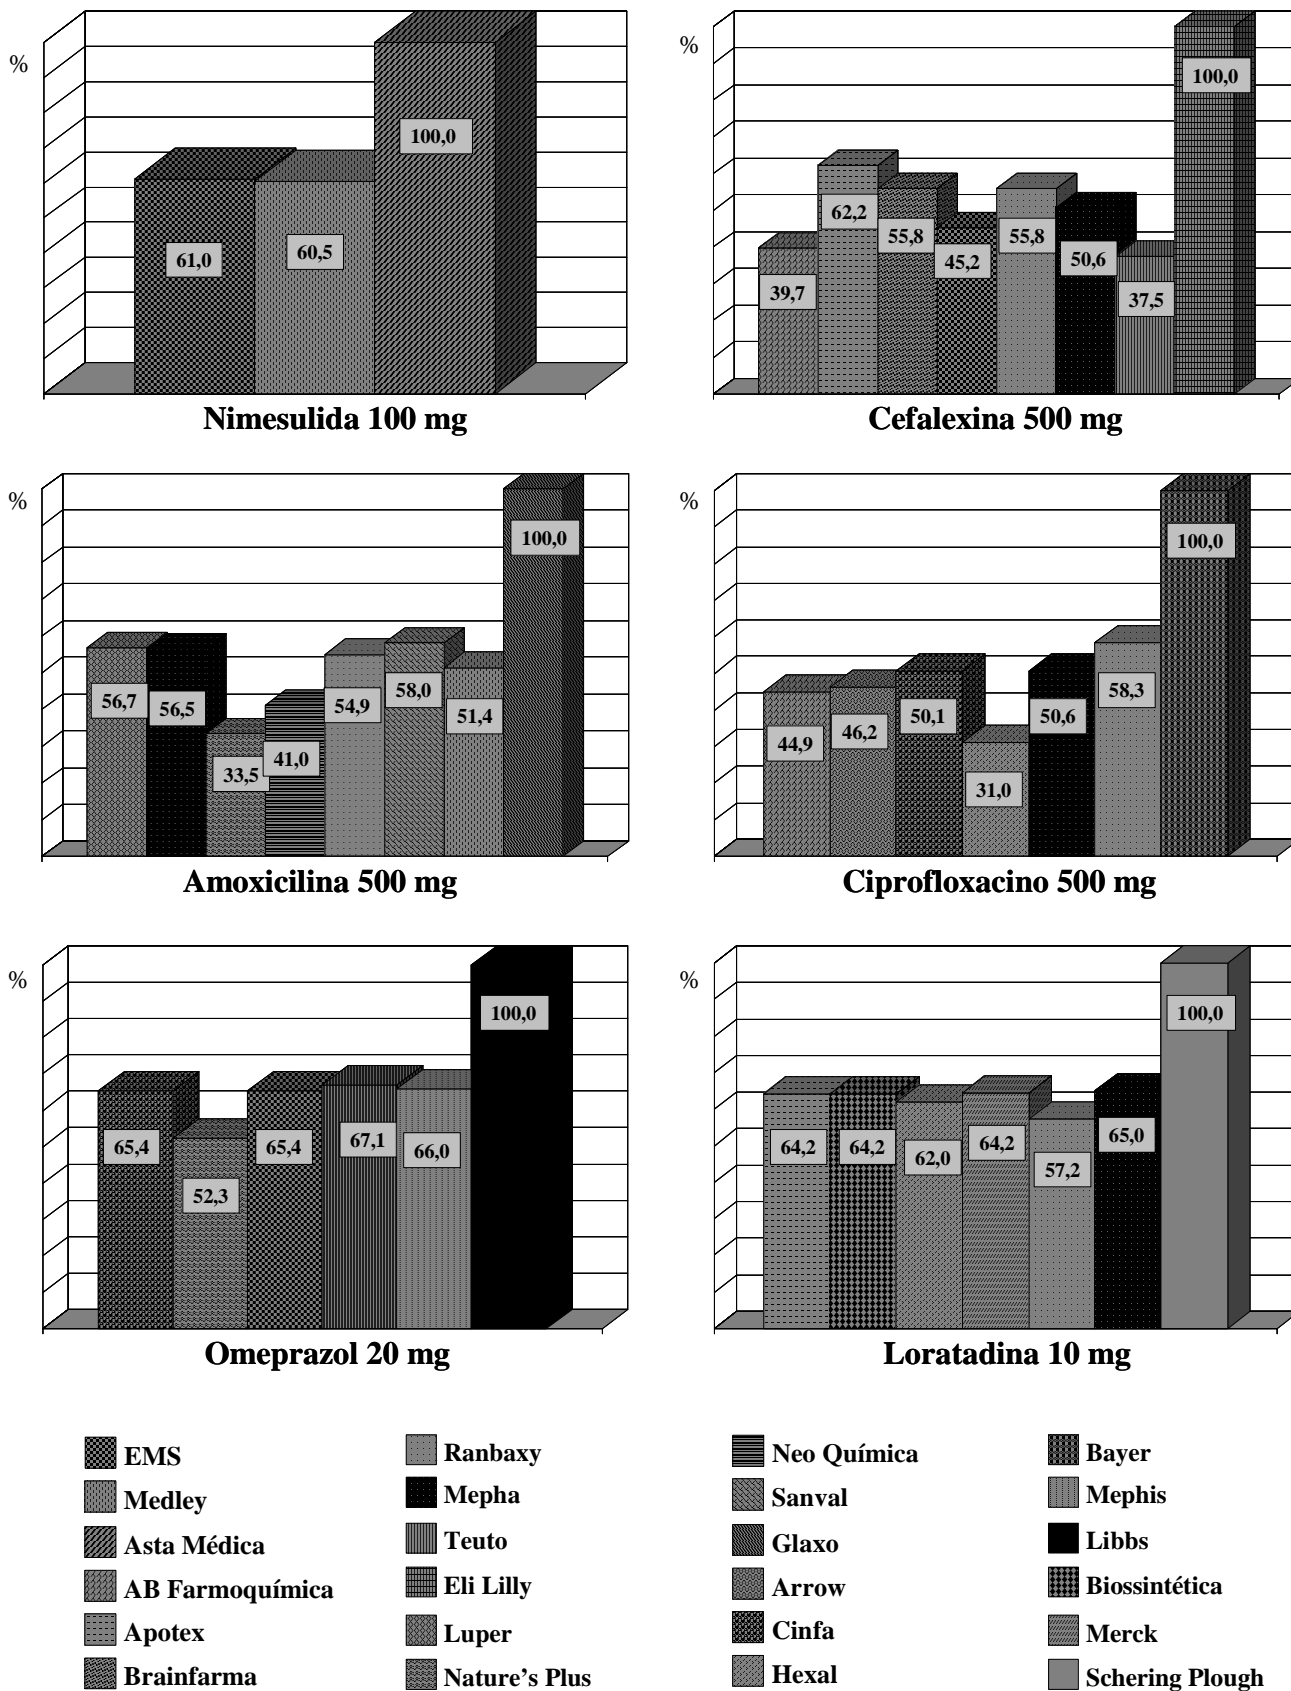 %
61,0
60,5
100,0
Nimesulida 100 mg
%
39,7
62,2
55,8
45,2
55,8
50,6
37,5
100,0
Cefalexina 500 mg
%
56,7
56,5
33,5
41,0
54,9
58,0
51,4
100,0
Amoxicilina 500 mg
%
44,9
46,2
50,1
31,0
50,6
58,3
100,0
Ciprofloxacino 500 mg
%
65,4
52,3
65,4
67,1
66,0
100,0
Omeprazol 20 mg
%
64,2
64,2
62,0
64,2
57,2
65,0
100,0
Loratadina 10 mg
EMS
Medley
Asta Médica
AB Farmoquímica
Apotex
Brainfarma
Ranbaxy
Mepha
Teuto
Eli Lilly
Luper
Nature's Plus
Neo Química
Sanval
Glaxo
Arrow
Cinfa
Hexal
Bayer
Mephis
Libbs
Biossintética
Merck
Schering Plough